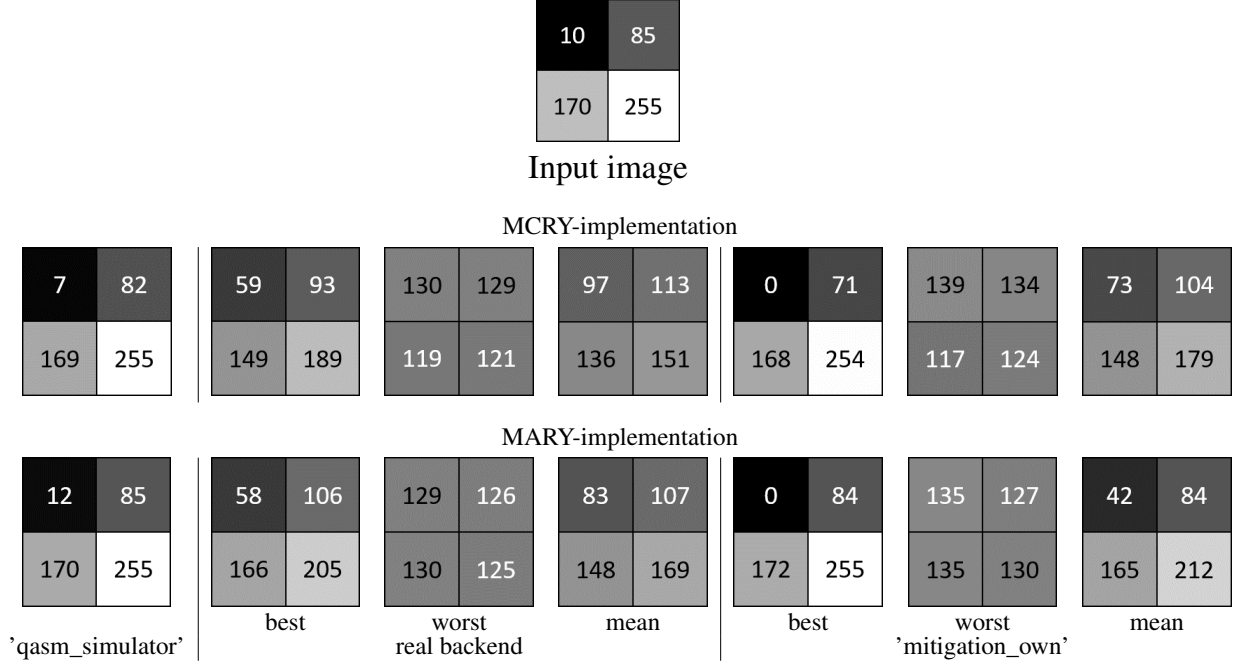 10 85
170 255
Input image
MCRY-implementation
7 82 59 93 130 129 97 113 0 71 139 134 73 104
169 255 149 189 119 121 136 151 168 254 117 124 148 179
MARY-implementation
12 85 58 106 129 126 83 107 0 84 135 127 42 84
170 255 166 205 130 125 148 169 172 255 135 130 165 212
best worst mean best worst mean
'qasm_simulator' real backend 'mitigation_own'